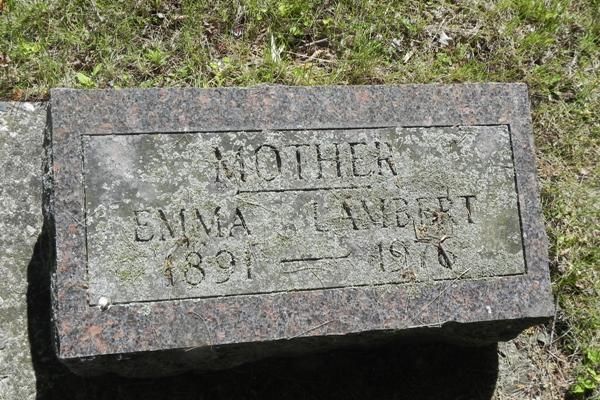 MOTHER
EMMA LAMBERT
1891 — 1976